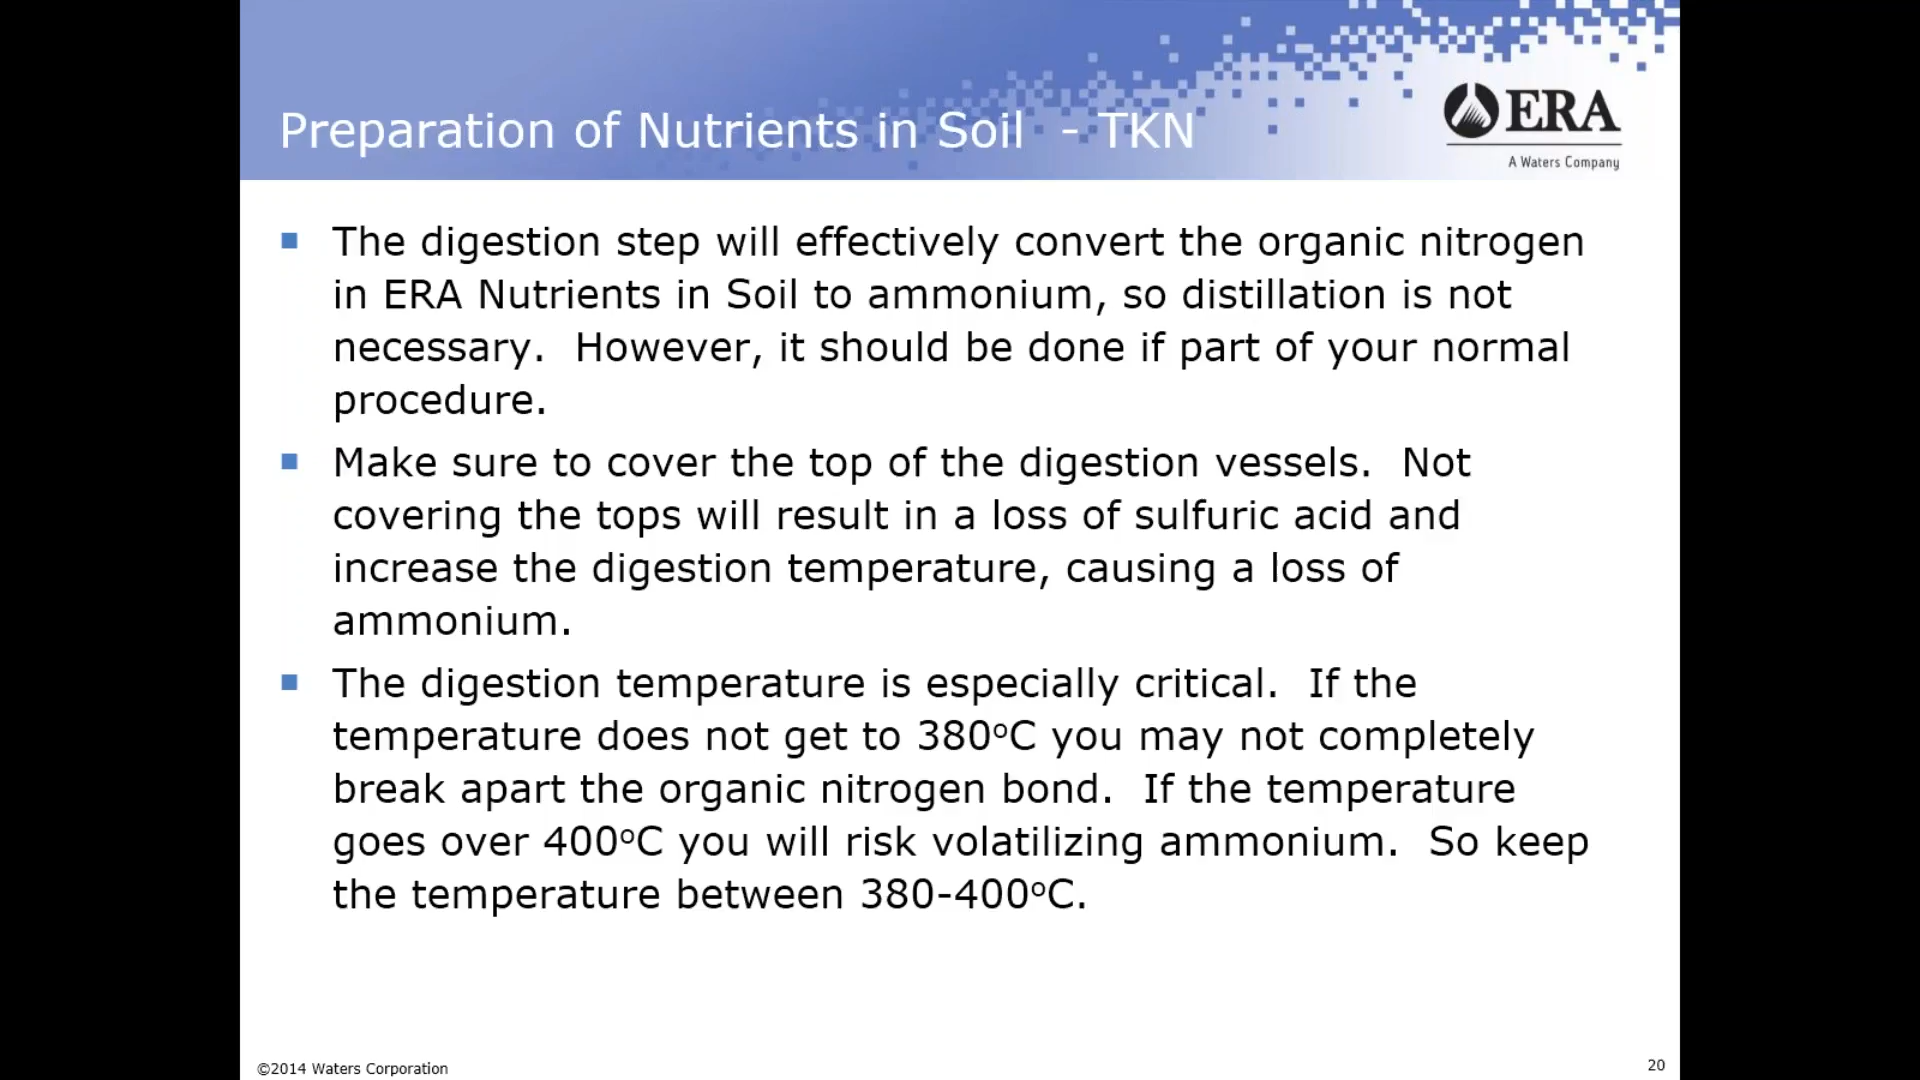 Preparation of Nutrients in Soil - TKN
ERA
A Waters Company
The digestion step will effectively convert the organic nitrogen
in ERA Nutrients in Soil to ammonium, so distillation is not
necessary. However, it should be done if part of your normal
procedure.
Make sure to cover the top of the digestion vessels. Not
covering the tops will result in a loss of sulfuric acid and
increase the digestion temperature, causing a loss of
ammonium.
The digestion temperature is especially critical. If the
temperature does not get to 380ºC you may not completely
break apart the organic nitrogen bond. If the temperature
goes over 400ºC you will risk volatilizing ammonium. So keep
the temperature between 380-400ºC.
©2014 Waters Corporation
20